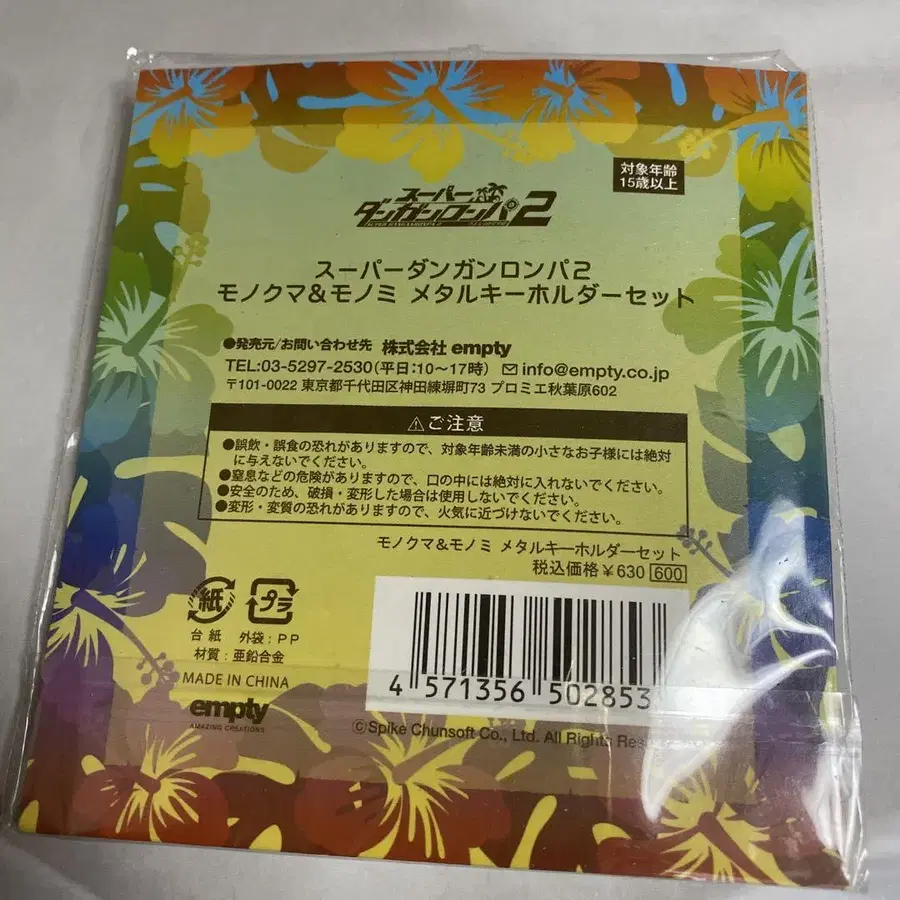 対象年齢
15歳以上
スーパー
ダンガンロンパ2
スーパーダンガンロンパ2
モノクマ&モノミ メタルキーホルダーセット
●発売元/お問い合わせ先 株式会社 empty
TEL:03-5297-2530(平日:10~17時) info@empty.co.jp
〒101-0022 東京都千代田区神田練塀町73 プロミエ秋葉原602
⚠ご注意
●誤飲・誤食の恐れがありますので、対象年齢未満の小さなお子様には絶対
に与えないでください。
●窒息などの危険がありますので、口の中には絶対に入れないでください。
●安全のため、破損・変形した場合は使用しないでください。
●変形・変質の恐れがありますので、火気に近づけないでください。
モノクマ&モノミ メタルキーホルダーセット
税込価格¥630 600
紙 プラ
台紙 外袋:PP
材質:亜鉛合金
MADE IN CHINA
4 571356 502853
empty
AMAZING CREATIONS
©Spike Chunsoft Co., Ltd. All Rights